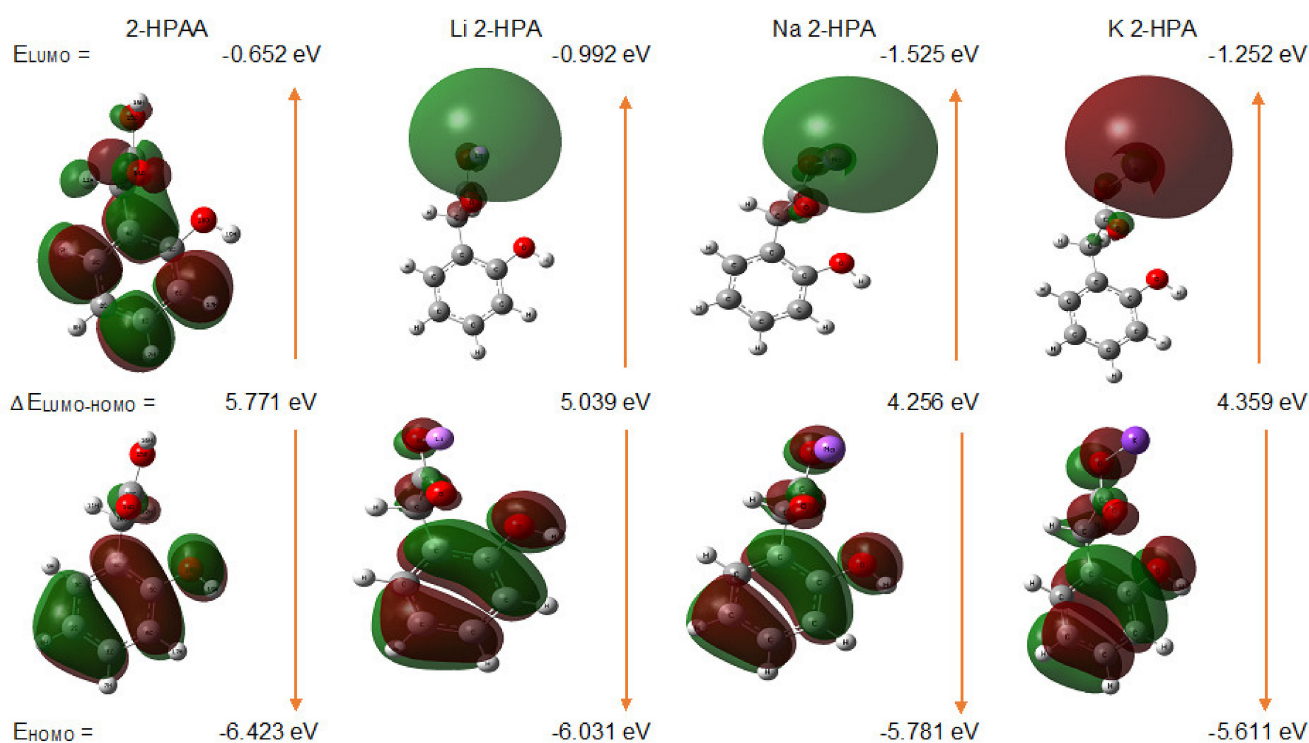 2-HPAA Li 2-HPA Na 2-HPA K 2-HPA
ELUMO = -0.652 eV -0.992 eV -1.525 eV -1.252 eV
ΔELUMO-HOMO = 5.771 eV 5.039 eV 4.256 eV 4.359 eV
EHOMO = -6.423 eV -6.031 eV -5.781 eV -5.611 eV